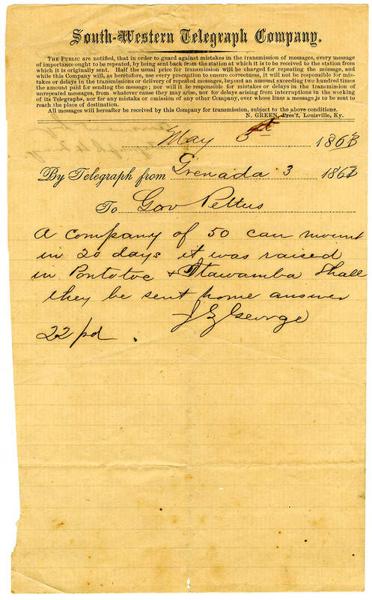 South-Western Telegraph Company.
THE PUBLIC are notified, that in order to guard against mistakes in the transmission of messages, every message
of importance ought to be repeated, by being sent back from the station at which it is to be received to the station from
which it is originally sent. Half the usual price for transmission will be charged for repeating the message, and
while this Company will, as heretofore, use every precaution to ensure correctness, it will not be responsible for mis-
takes or delays in the transmissions or delivery of repeated messages, beyond an amount exceeding two hundred times
the amount paid for sending the message; nor will it be responsible for mistakes or delays in the transmission of
unrepeated messages, from whatever cause they may arise, nor for delays arising from interruptions in the working
of its Telegraphs, nor for any mistake or omission of any other Company, over whose lines a message is to be sent to
reach the place of destination.
All messages will hereafter be received by this Company for transmission, subject to the above conditions.
N. GREEN, Pres't, Louisville, Ky.
May 186
By Telegraph from Grenada 3 186
To Gov Pettus
A company of 50 can mount
in 20 days it was raised
in Pontotoc & Itawamba Shall
they be sent home answer
J Z George
22 pd.